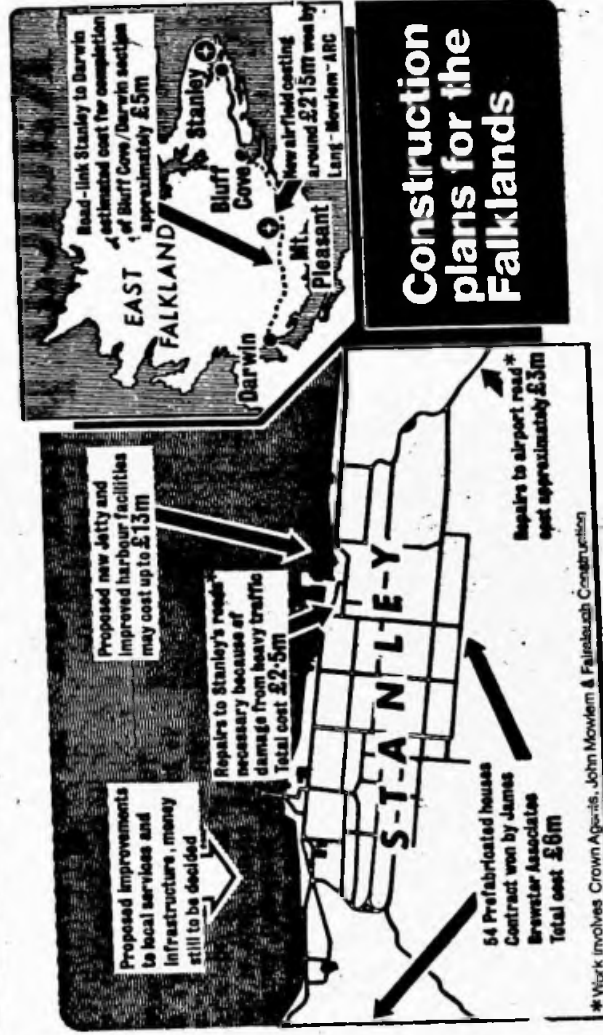 Construction
plans for the
Falklands
Proposed improvements
to local services and
infrastructure, money
still to be decided
Proposed new jetty and
improved harbour facilities
may cost up to £13m
Repairs to Stanley's roads*
necessary because of
damage from heavy traffic
Total cost £2·5m
S-T-A-N-L-E-Y
54 Prefabricated houses
Contract won by James
Brewster Associates
Total cost £6m
Repairs to airport road*
cost approximately £3m
* Work involves Crown Agents, John Mowlem & Fairclough Construction
Road-link Stanley to Darwin
estimated cost for completion
of Bluff Cove/Darwin section
approximately £5m
EAST
FALKLAND
Stanley
Bluff
Cove
Darwin
Mt.
Pleasant
New airfield costing
around £215m won by
Lang-Mowlem-ARC